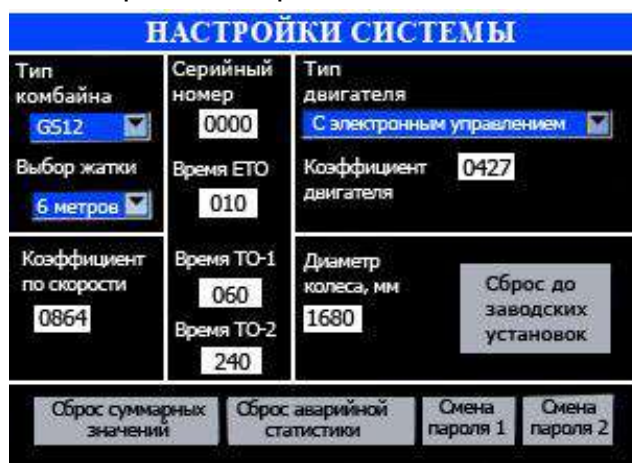 НАСТРОЙКИ СИСТЕМЫ
Тип
комбайна
GS12
Выбор жатки
6 метров
Коэффициент
по скорости
0864
Серийный
номер
0000
Время ЕТО
010
Время ТО-1
060
Время ТО-2
240
Тип
двигателя
С электронным управлением
Коэффициент
двигателя
0427
Диаметр
колеса, мм
1680
Сброс до
заводских
установок
Сброс суммарных
значений
Сброс аварийной
статистики
Смена
пароля 1
Смена
пароля 2